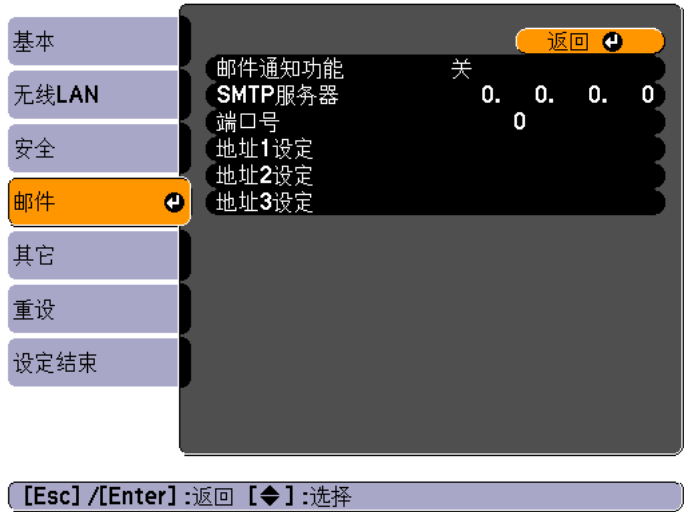 基本
无线LAN
安全
邮件
其它
重设
设定结束
返回
邮件通知功能 关
SMTP服务器 0. 0. 0. 0
端口号 0
地址1设定
地址2设定
地址3设定
[Esc] /[Enter] :返回 [◆] :选择